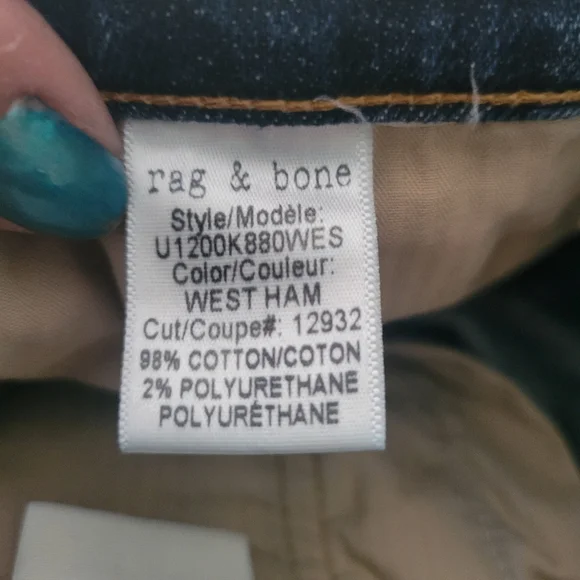 rag & bone
Style/Modèle:
U1200K880WES
Color/Couleur:
WEST HAM
Cut/Coupe#: 12932
98% COTTON/COTON
2% POLYURETHANE
POLYURÉTHANE